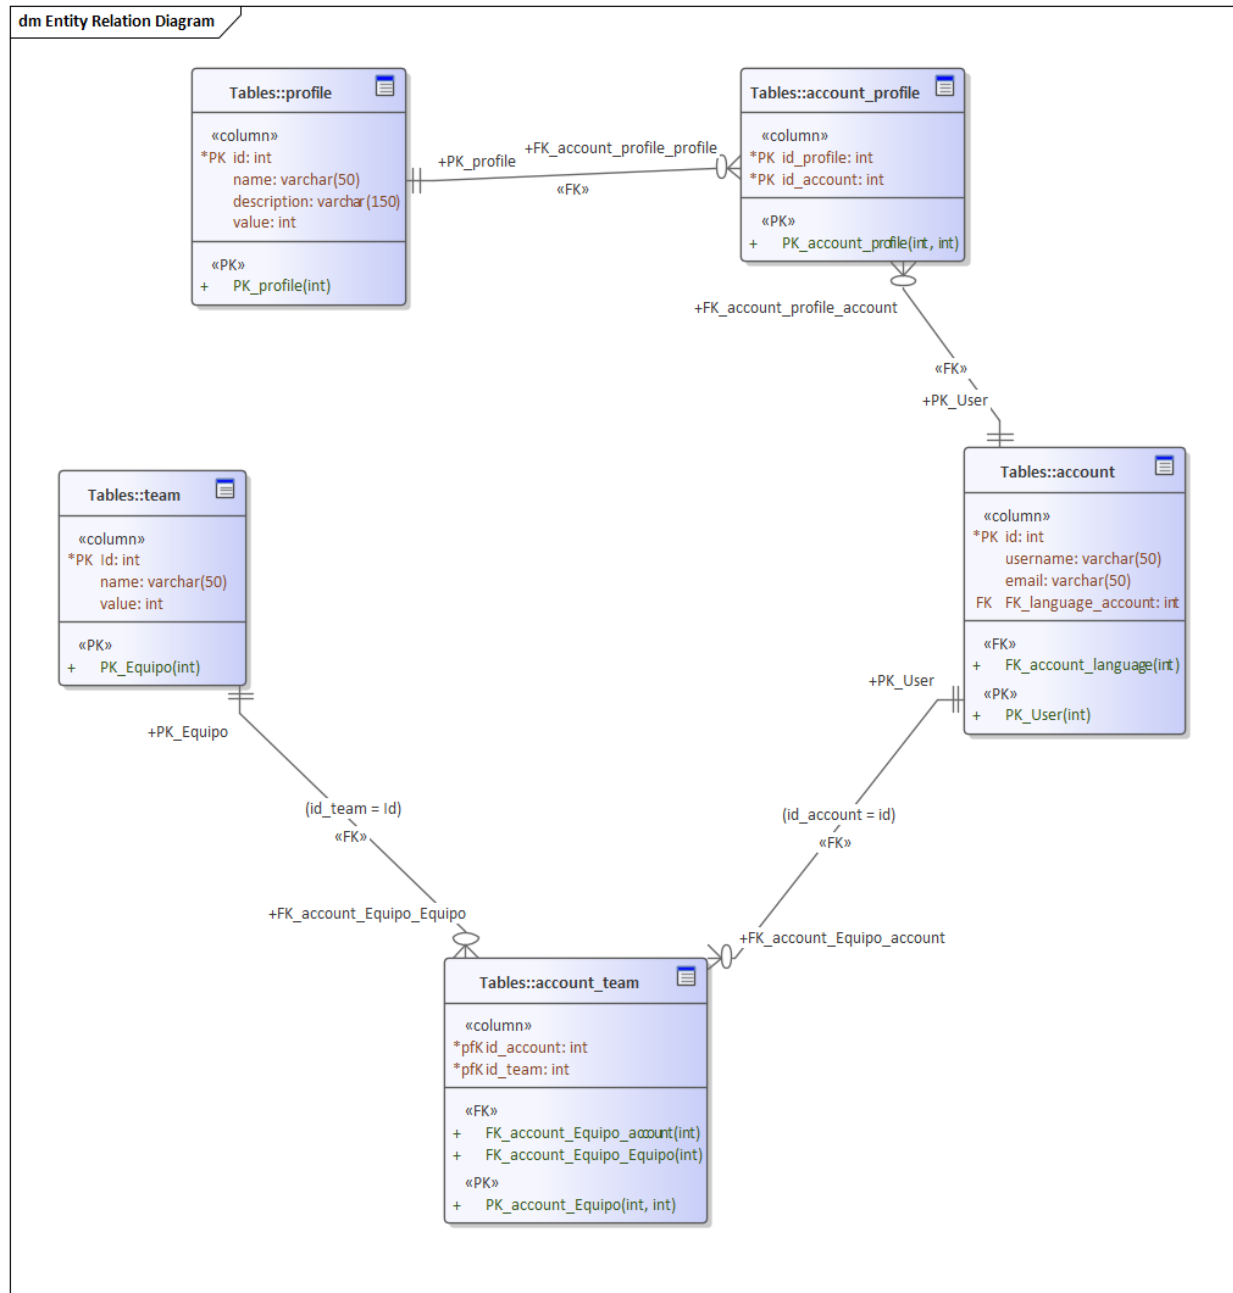 dm Entity Relation Diagram
Tables::profile
«column»
*PK id: int
name: varchar(50)
description: varchar(150)
value: int
«PK»
+ PK_profile(int)
+PK_profile
+FK_account_profile_profile
«FK»
Tables::account_profile
«column»
*PK id_profile: int
*PK id_account: int
«PK»
+ PK_account_profile(int, int)
+FK_account_profile_account
«FK»
+PK_User
Tables::account
«column»
*PK id: int
username: varchar(50)
email: varchar(50)
FK FK_language_account: int
«FK»
+ FK_account_language(int)
«PK»
+ PK_User(int)
Tables::team
«column»
*PK Id: int
name: varchar(50)
value: int
«PK»
+ PK_Equipo(int)
+PK_Equipo
(id_team = Id)
«FK»
+FK_account_Equipo_Equipo
+PK_User
(id_account = id)
«FK»
+FK_account_Equipo_account
Tables::account_team
«column»
*pfK id_account: int
*pfK id_team: int
«FK»
+ FK_account_Equipo_account(int)
+ FK_account_Equipo_Equipo(int)
«PK»
+ PK_account_Equipo(int, int)